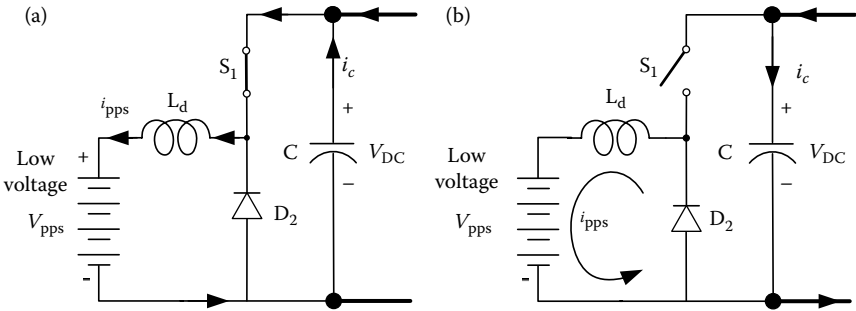 (a)
S1
ic
ipps
Ld
+
+
Low
voltage
C
VDC
−
Vpps
D2
-
(b)
S1
ic
Ld
+
+
Low
voltage
C
VDC
−
Vpps
ipps
D2
-